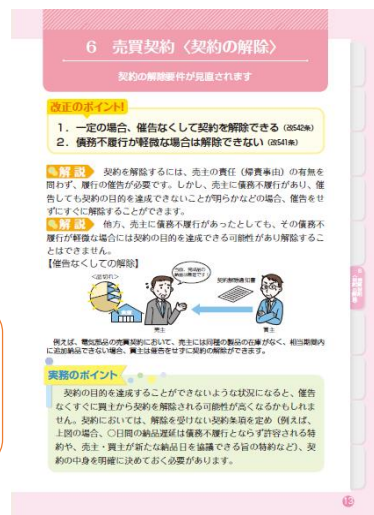 6 売買契約〈契約の解除〉
契約の解除要件が見直されます
改正のポイント!
1.一定の場合、催告なくして契約を解除できる(改542条)
2.債務不履行が軽微な場合は解除できない(改541条)
解説 契約を解除するには、売主の責任(帰責事由)の有無を
問わず、履行の催告が必要です。しかし、売主に債務不履行があり、催
告しても契約の目的を達成できないことが明らかなどの場合、催告をせ
ずにすぐに解除することができます。
解説 他方、売主に債務不履行があったとしても、その債務不
履行が軽微な場合には契約の目的を達成できる可能性があり解除するこ
とはできません。
【催告なくしての解除】
契約解除通知書
売主
買主
例えば、電気部品の売買契約において、売主には同種の製品の在庫がなく、相当期間内
に追加納品できない場合、買主は催告をせずに契約の解除ができます。
実務のポイント
契約の目的を達成することができないような状況になると、催告
なくすぐに買主から契約を解除される可能性が高くなるかもしれま
せん。契約においては、解除を受けない契約条項を定め(例えば、
上図の場合、○日間の納品遅延は債務不履行とならず許容される特
約や、売主・買主が新たな納品日を協議できる旨の特約など)、契
約の中身を明確に決めておく必要があります。
13